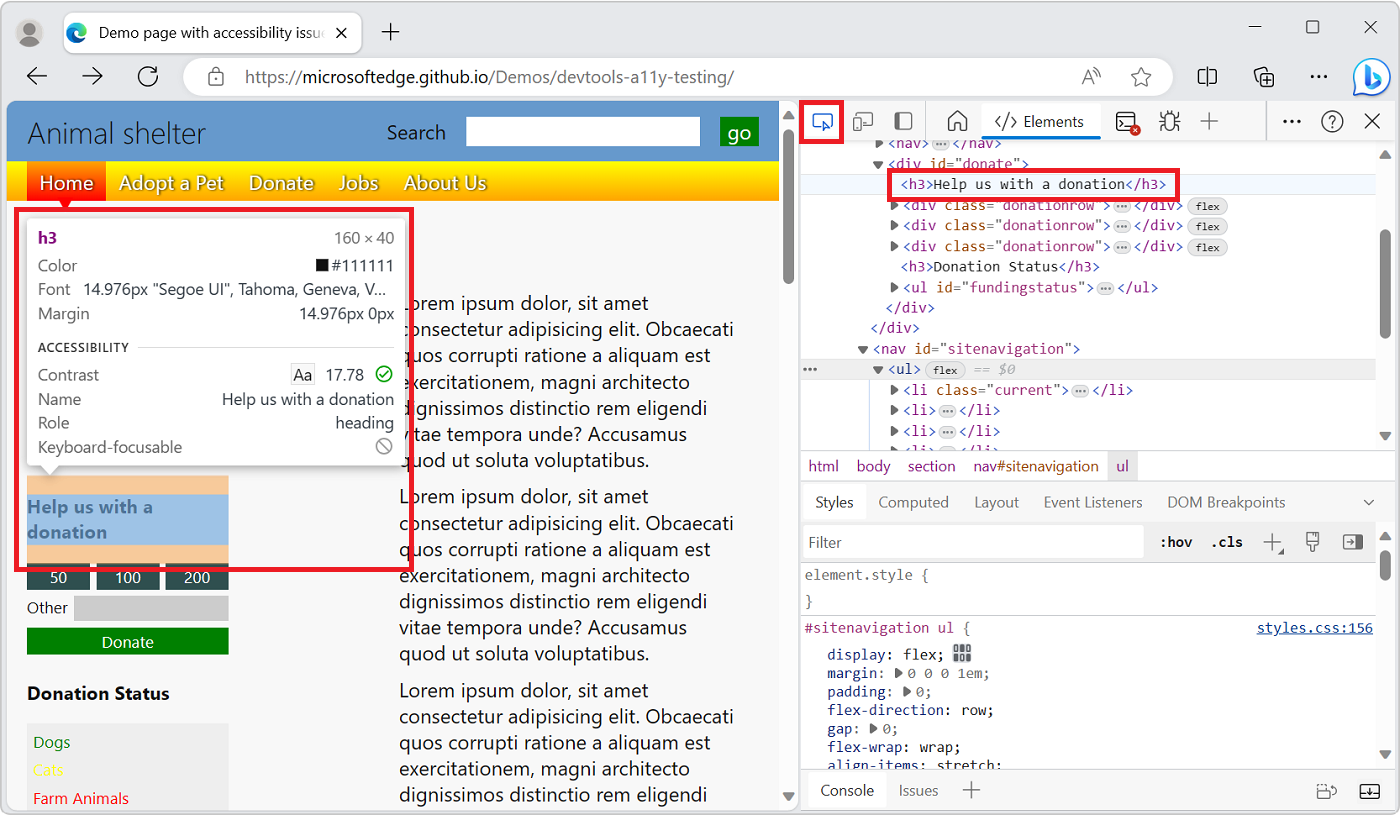 Demo page with accessibility issu
https://microsoftedge.github.io/Demos/devtools-a11y-testing/
Animal shelter
Search
go
Home Adopt a Pet Donate Jobs About Us
h3 160 × 40
Color #111111
Font 14.976px "Segoe UI", Tahoma, Geneva, V...
Margin 14.976px 0px
ACCESSIBILITY
Contrast Aa 17.78
Name Help us with a donation
Role heading
Keyboard-focusable
Help us with a
donation
50 100 200
Other
Donate
Donation Status
Dogs
Cats
Farm Animals
Lorem ipsum dolor, sit amet
consectetur adipisicing elit. Obcaecati
quos corrupti ratione a aliquam est
exercitationem, magni architecto
dignissimos distinctio rem eligendi
vitae tempora unde? Accusamus
quod ut soluta voluptatibus.
Lorem ipsum dolor, sit amet
consectetur adipisicing elit. Obcaecati
quos corrupti ratione a aliquam est
exercitationem, magni architecto
dignissimos distinctio rem eligendi
vitae tempora unde? Accusamus
quod ut soluta voluptatibus.
Lorem ipsum dolor, sit amet
consectetur adipisicing elit. Obcaecati
quos corrupti ratione a aliquam est
exercitationem, magni architecto
dignissimos distinctio rem eligendi
</> Elements
<nav> ... </nav>
<div id="donate">
<h3>Help us with a donation</h3>
<div class="donationrow"> ... </div> flex
<div class="donationrow"> ... </div> flex
<div class="donationrow"> ... </div> flex
<h3>Donation Status</h3>
<ul id="fundingstatus"> ... </ul>
</div>
</div>
<nav id="sitenavigation">
... <ul> flex == $0
<li class="current"> ... </li>
<li> ... </li>
<li> ... </li>
<li> ... </li>
html body section nav#sitenavigation ul
Styles Computed Layout Event Listeners DOM Breakpoints
Filter :hov .cls
element.style {
}
#sitenavigation ul { styles.css:156
display: flex;
margin: 0 0 0 1em;
padding: 0;
flex-direction: row;
gap: 0;
flex-wrap: wrap;
align-items: stretch;
Console Issues